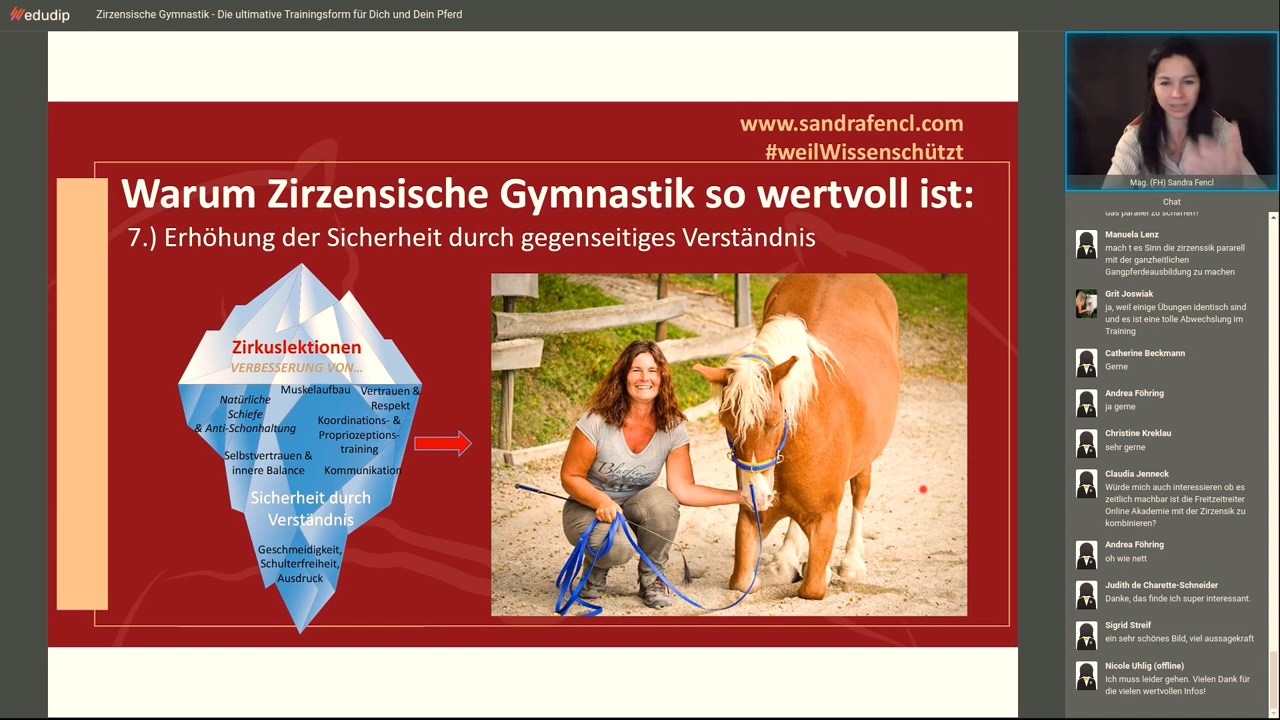 edudip
Zirzensische Gymnastik - Die ultimative Trainingsform für Dich und Dein Pferd
www.sandrafencl.com
#weilWissenschützt
Warum Zirzensische Gymnastik so wertvoll ist:
7.) Erhöhung der Sicherheit durch gegenseitiges Verständnis
Zirkuslektionen
VERBESSERUNG VON...
Muskelaufbau
Vertrauen &
Respekt
Natürliche
Schiefe
& Anti-Schonhaltung
Koordinations- &
Propriozeptions-
training
Selbstvertrauen &
innere Balance
Kommunikation
Sicherheit durch
Verständnis
Geschmeidigkeit,
Schulterfreiheit,
Ausdruck
Mag. (FH) Sandra Fencl
Chat
das parallel zu schaffen?
Manuela Lenz
mach t es Sinn die zirzenssik pararell
mit der ganzheitlichen
Gangpferdeausbildung zu machen
Grit Joswiak
ja, weil einige Übungen identisch sind
und es ist eine tolle Abwechslung im
Training
Catherine Beckmann
Gerne
Andrea Föhring
ja gerne
Christine Kreklau
sehr gerne
Claudia Jenneck
Würde mich auch interessieren ob es
zeitlich machbar ist die Freitzeitreiter
Online Akademie mit der Zirzensik zu
kombinieren?
Andrea Föhring
oh wie nett
Judith de Charette-Schneider
Danke, das finde ich super interessant.
Sigrid Streif
ein sehr schönes Bild, viel aussagekraft
Nicole Uhlig (offline)
Ich muss leider gehen. Vielen Dank für
die vielen wertvollen Infos!